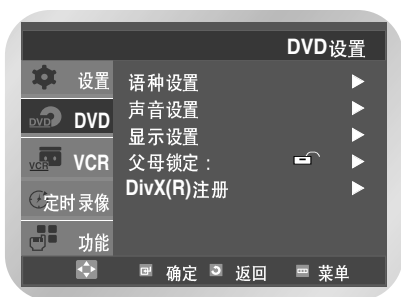 DVD设置
设置
DVD
VCR
定时录像
功能
语种设置
声音设置
显示设置
父母锁定 :
DivX(R)注册
确定 返回 菜单